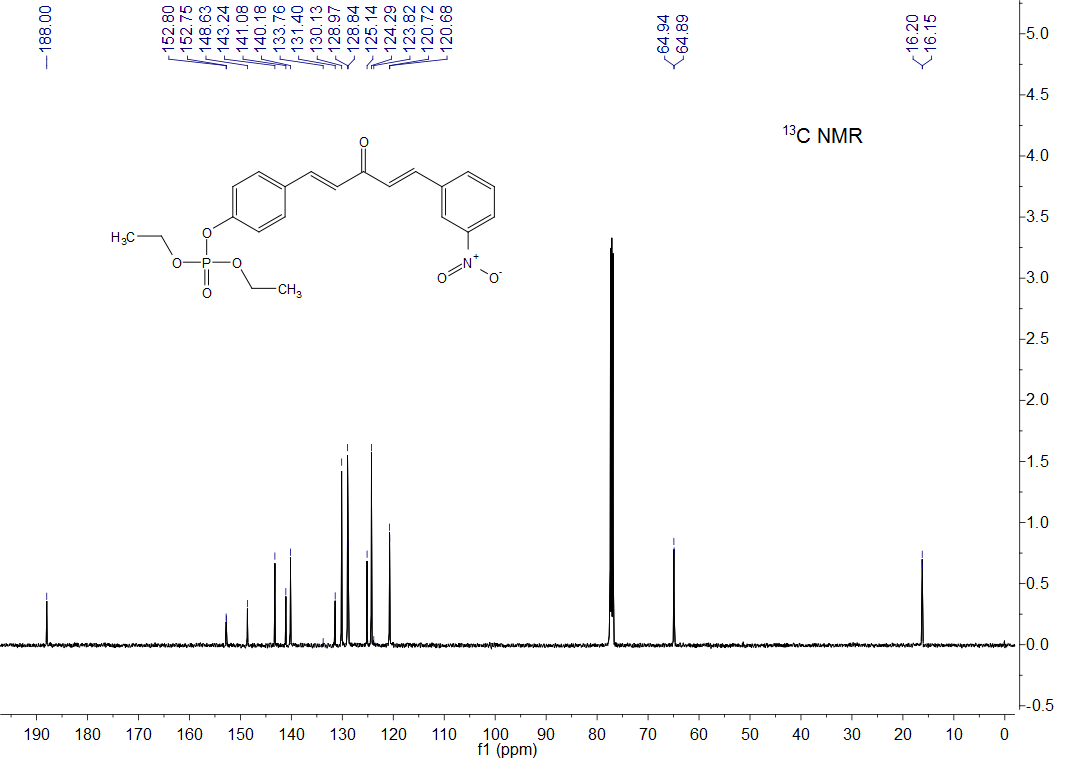 188.00
152.80
152.75
148.63
143.24
141.08
140.18
133.76
131.40
130.13
128.97
128.84
125.14
124.29
123.82
120.72
120.68
64.94
64.89
16.20
16.15
¹³C NMR
O
H₃C
O
O
P
O
O
CH₃
N⁺
O
O⁻
5.0
4.5
4.0
3.5
3.0
2.5
2.0
1.5
1.0
0.5
0.0
-0.5
190 180 170 160 150 140 130 120 110 100 90 80 70 60 50 40 30 20 10 0
f1 (ppm)